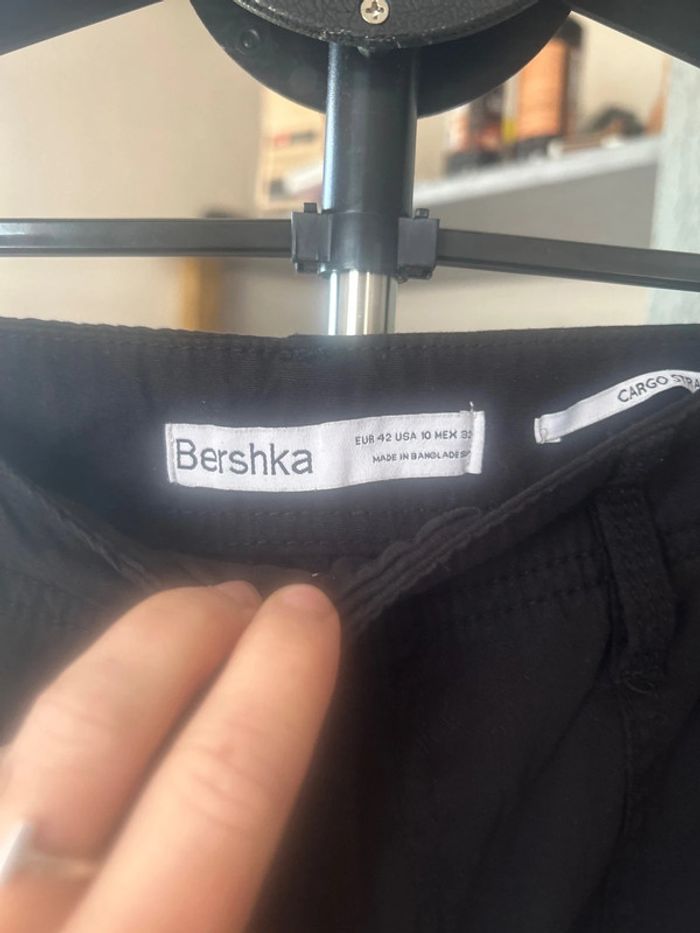 Bershka
EUR 42 USA 10 MEX
MADE IN BANGLADESH
CARGO